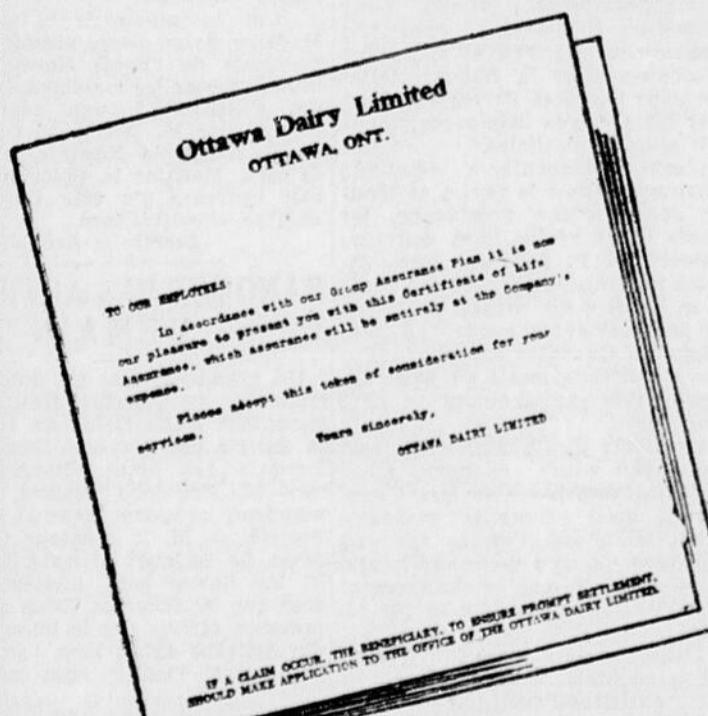 Ottawa Dairy Limited
OTTAWA, ONT.
TO OUR EMPLOYEES
In accordance with our Group Assurance Plan it is now
our pleasure to present you with this Certificate of Life
Assurance, which assurance will be entirely at the Company's
expense.
Please accept this token of consideration for your
services.
Yours sincerely,
OTTAWA DAIRY LIMITED
IF A CLAIM OCCUR, THE BENEFICIARY, TO ENSURE PROMPT SETTLEMENT,
SHOULD MAKE APPLICATION TO THE OFFICE OF THE OTTAWA DAIRY LIMITED.